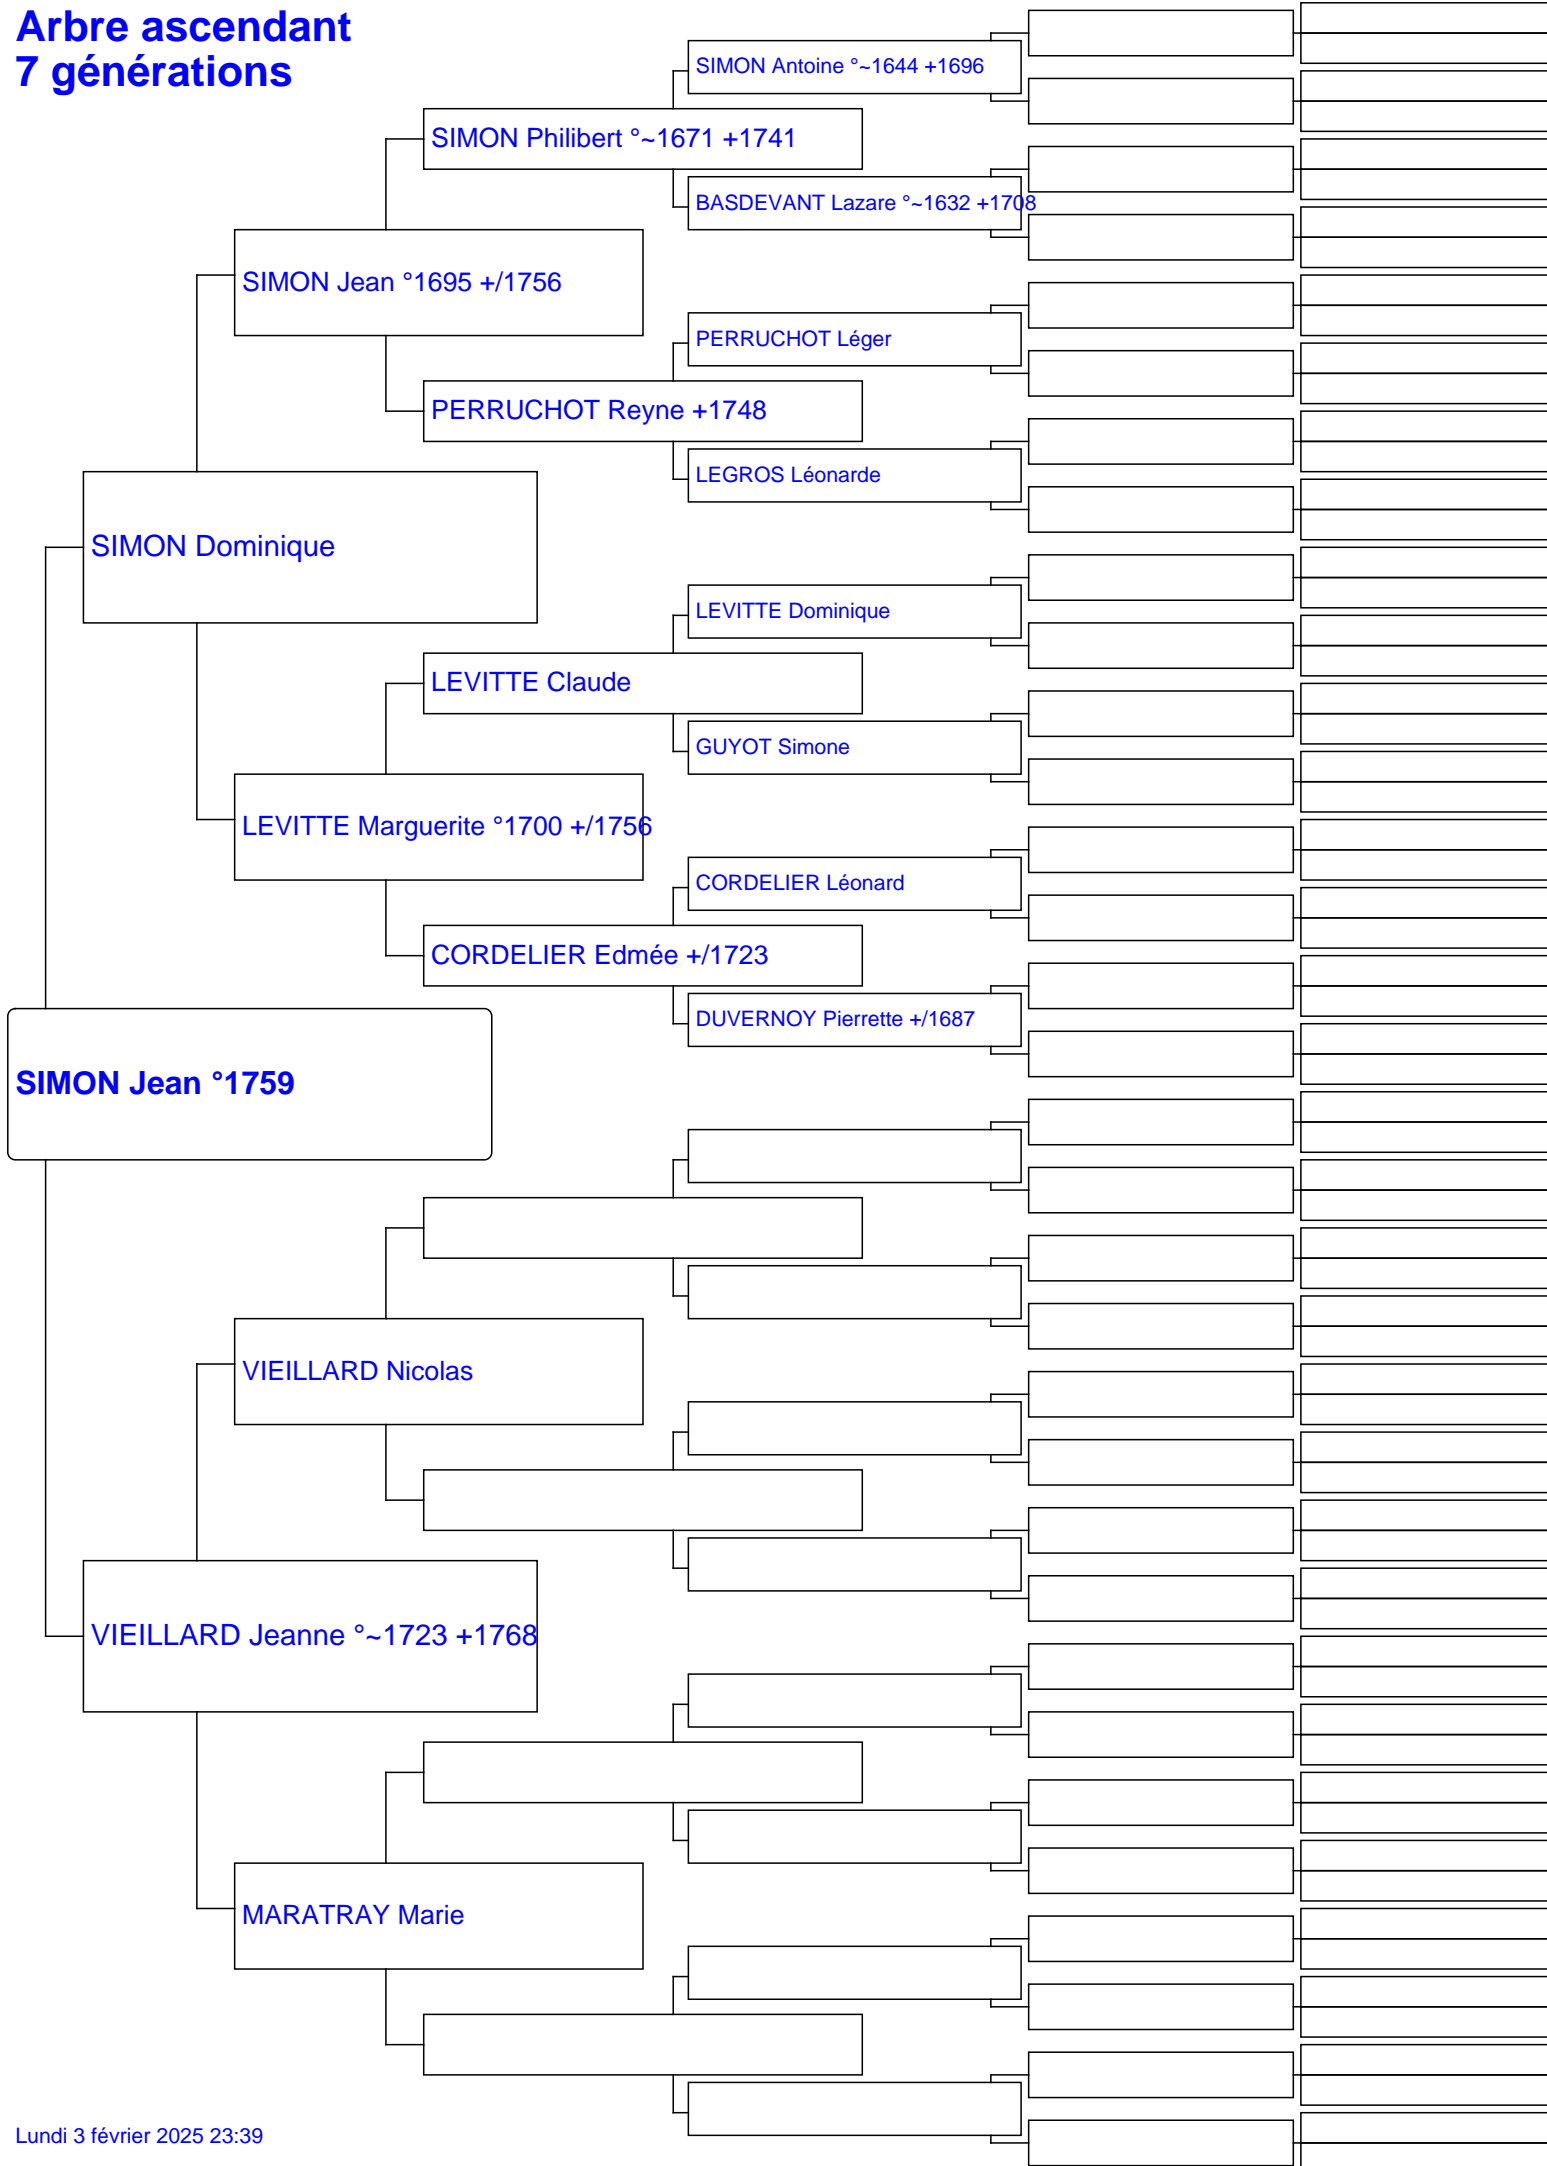 Arbre ascendant
7 générations
SIMON Antoine °~1644 +1696
SIMON Philibert °~1671 +1741
BASDEVANT Lazare °~1632 +1708
SIMON Jean °1695 +/1756
PERRUCHOT Léger
PERRUCHOT Reyne +1748
LEGROS Léonarde
SIMON Dominique
LEVITTE Dominique
LEVITTE Claude
GUYOT Simone
LEVITTE Marguerite °1700 +/1756
CORDELIER Léonard
CORDELIER Edmée +/1723
DUVERNOY Pierrette +/1687
SIMON Jean °1759
VIEILLARD Nicolas
VIEILLARD Jeanne °~1723 +1768
MARATRAY Marie
Lundi 3 février 2025 23:39